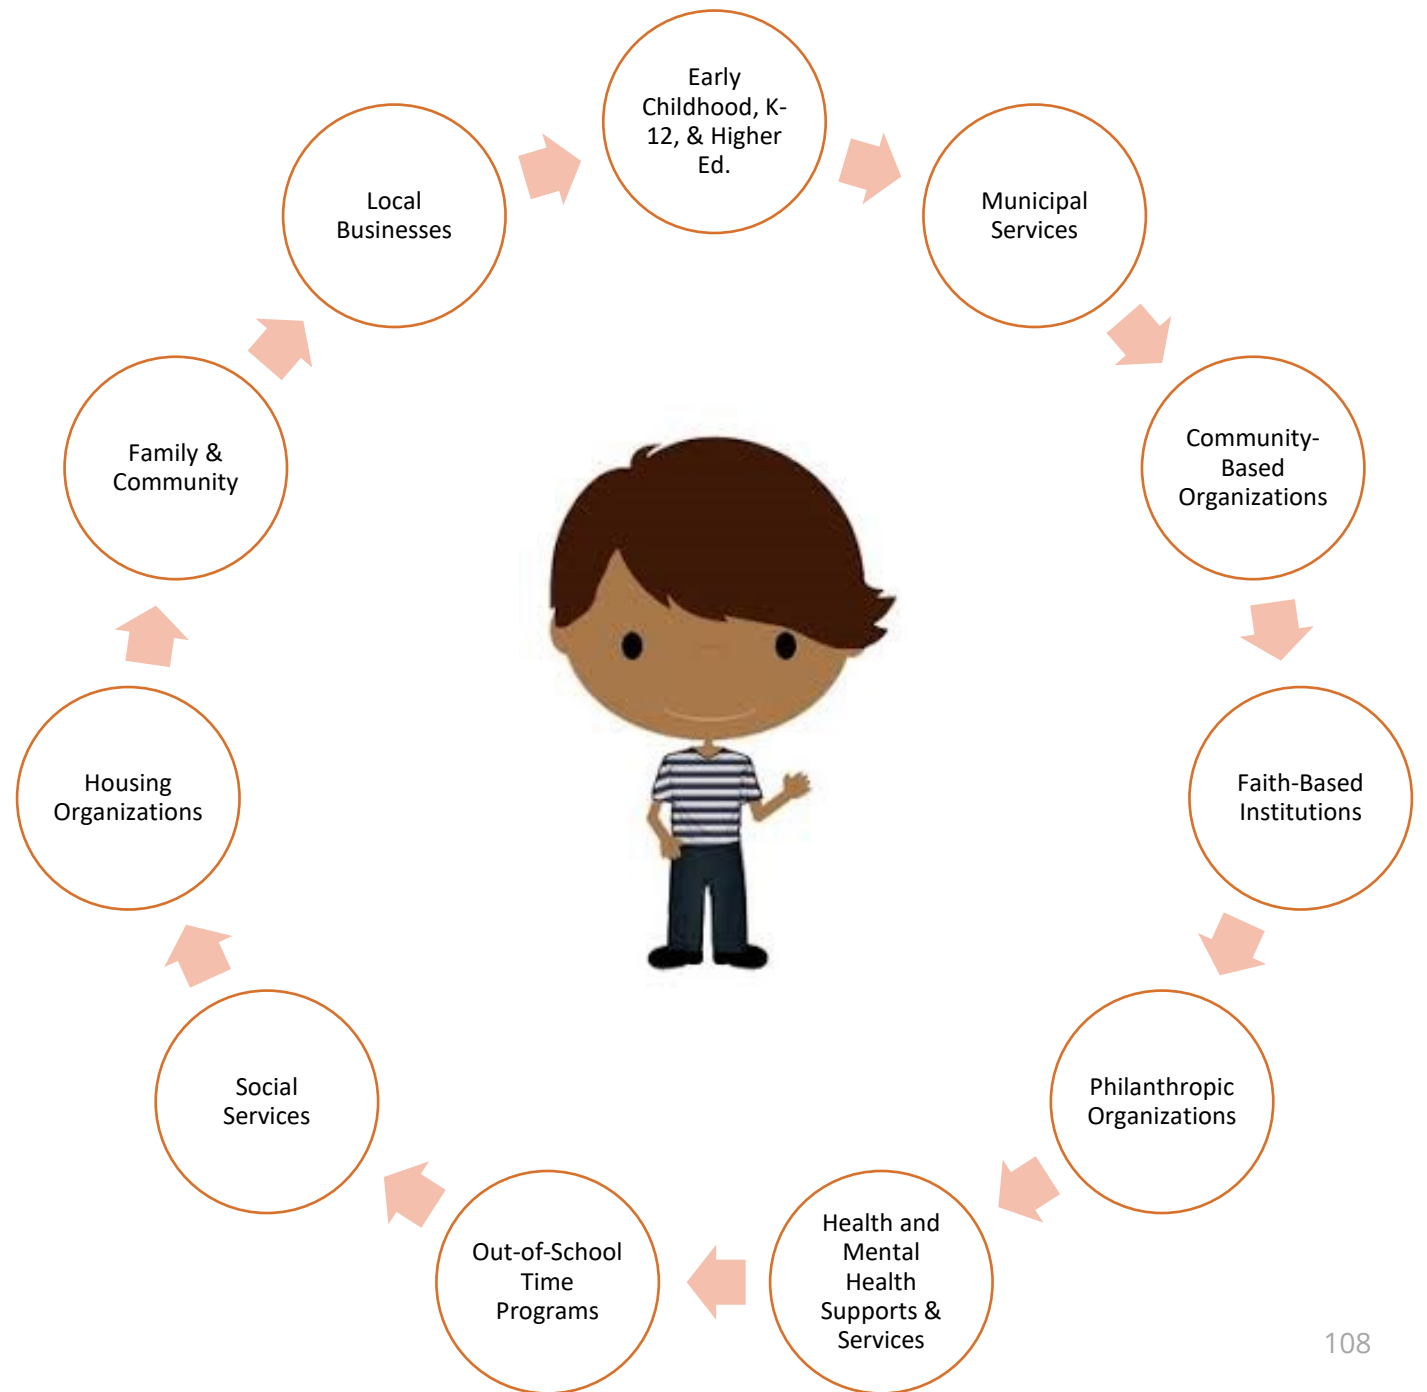 Early
Childhood, K-
12, & Higher
Ed.
Municipal
Services
Community-
Based
Organizations
Faith-Based
Institutions
Philanthropic
Organizations
Health and
Mental
Health
Supports &
Services
Out-of-School
Time
Programs
Social
Services
Housing
Organizations
Family &
Community
Local
Businesses
108